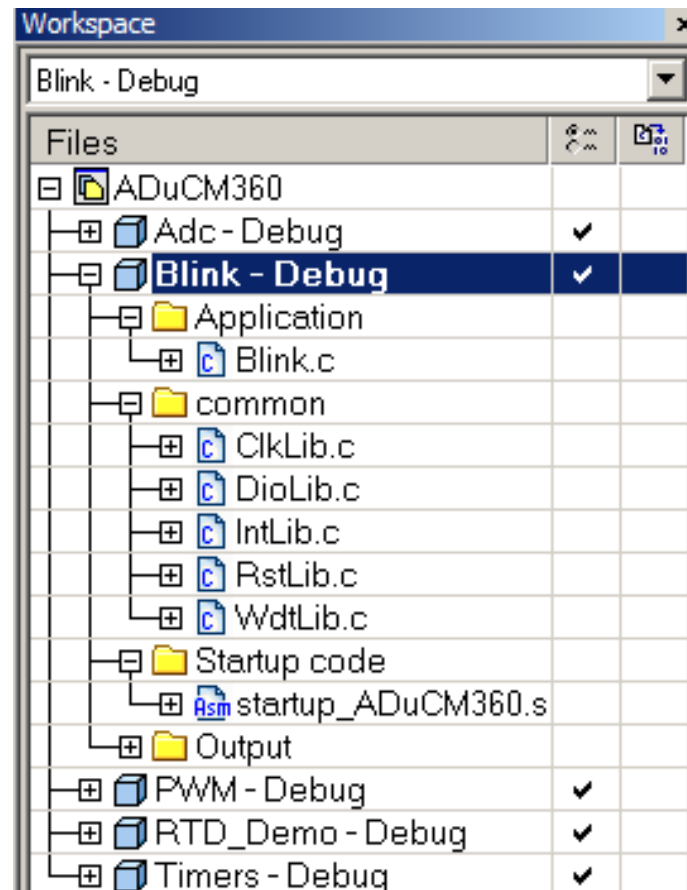 Workspace
Blink - Debug
Files
ADuCM360
Adc - Debug
Blink - Debug
Application
Blink.c
common
ClkLib.c
DioLib.c
IntLib.c
RstLib.c
WdtLib.c
Startup code
startup_ADuCM360.s
Output
PWM - Debug
RTD_Demo - Debug
Timers - Debug